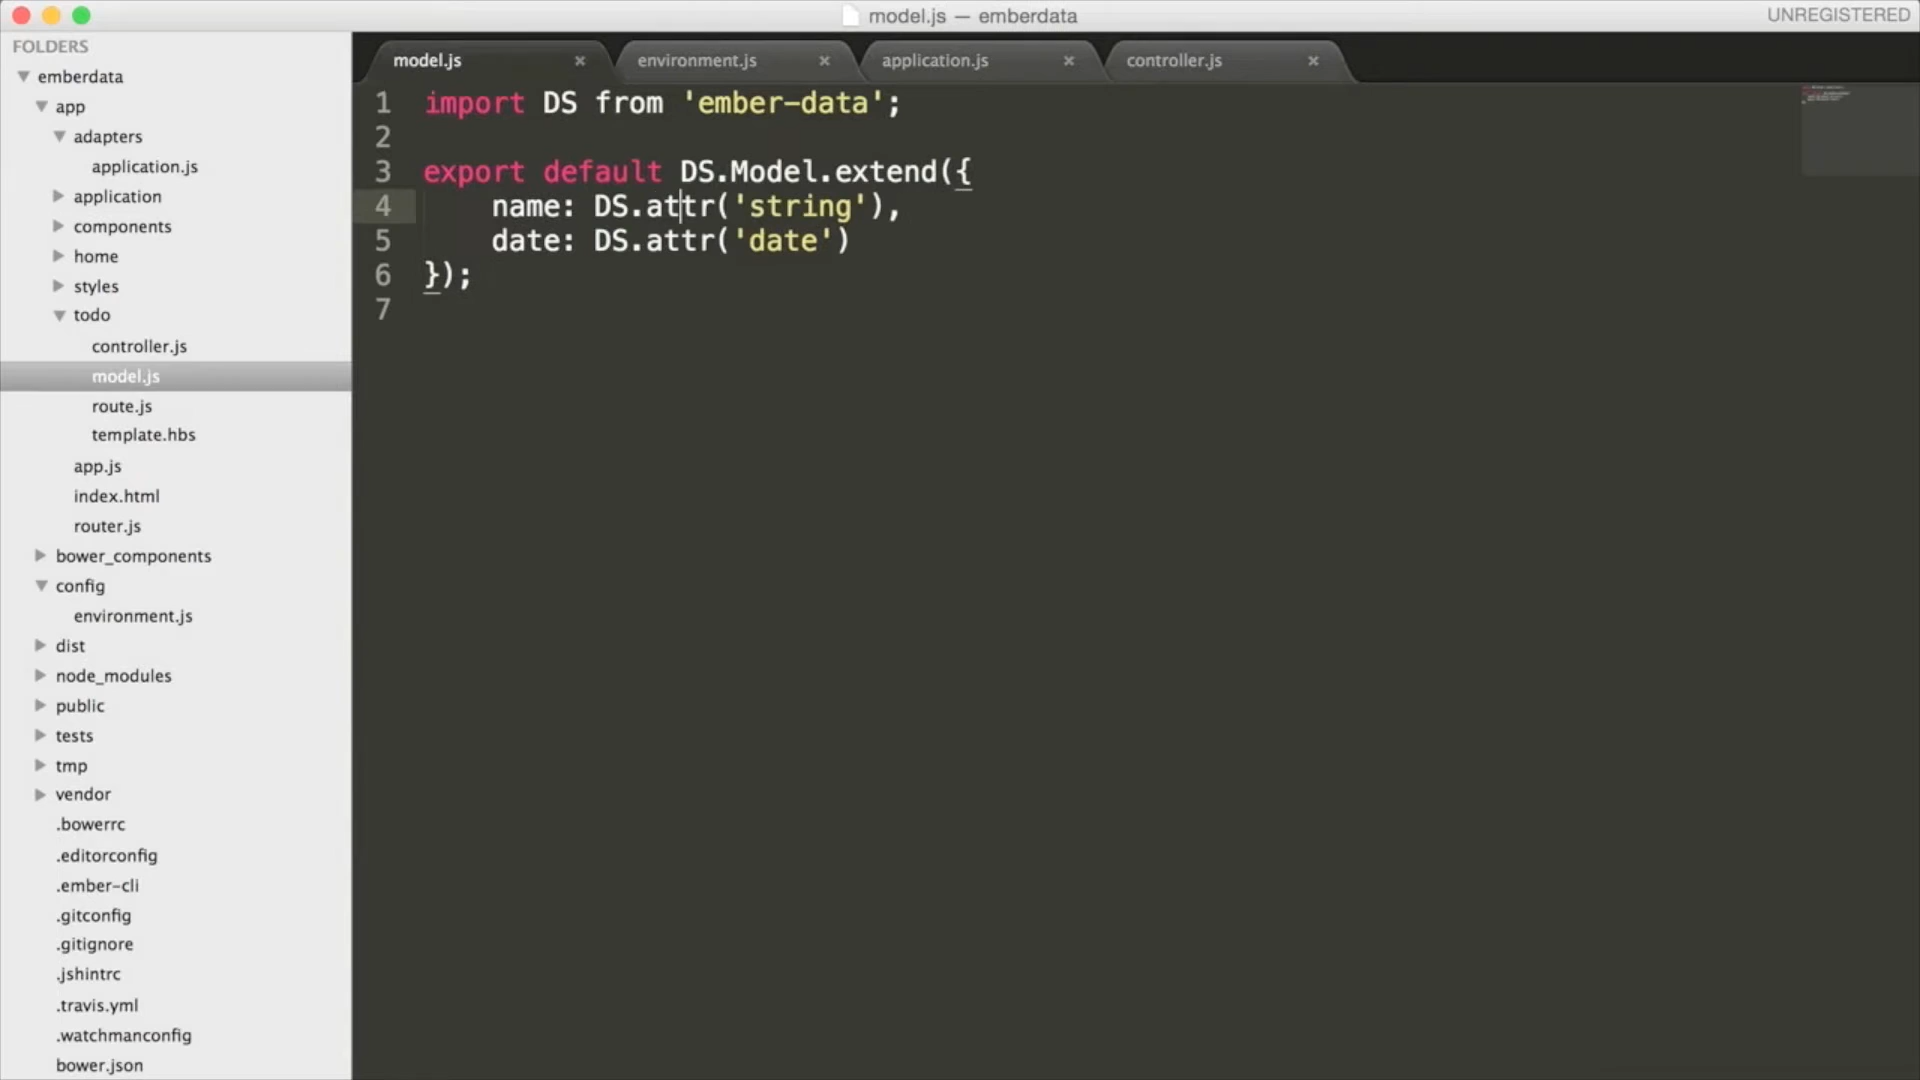 model.js — emberdata
UNREGISTERED
FOLDERS
emberdata
app
adapters
application.js
application
components
home
styles
todo
controller.js
model.js
route.js
template.hbs
app.js
index.html
router.js
bower_components
config
environment.js
dist
node_modules
public
tests
tmp
vendor
.bowerrc
.editorconfig
.ember-cli
.gitconfig
.gitignore
.jshintrc
.travis.yml
.watchmanconfig
bower.json
model.js × environment.js × application.js × controller.js ×
1 import DS from 'ember-data';
2
3 export default DS.Model.extend({
4 name: DS.attr('string'),
5 date: DS.attr('date')
6 });
7